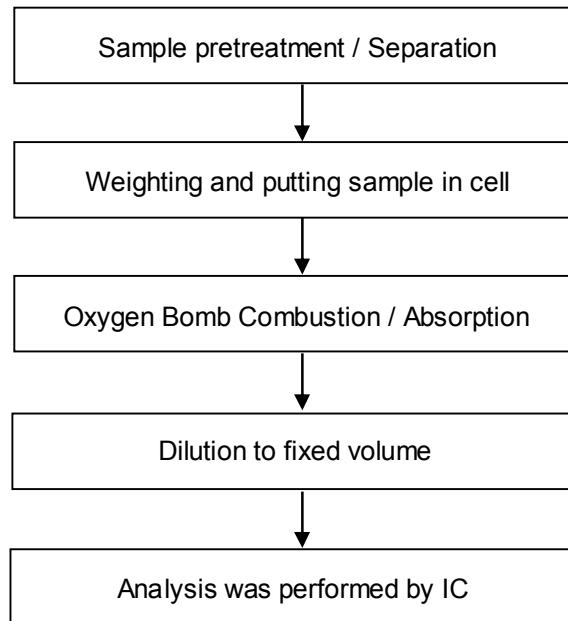 Sample pretreatment / Separation
Weighting and putting sample in cell
Oxygen Bomb Combustion / Absorption
Dilution to fixed volume
Analysis was performed by IC